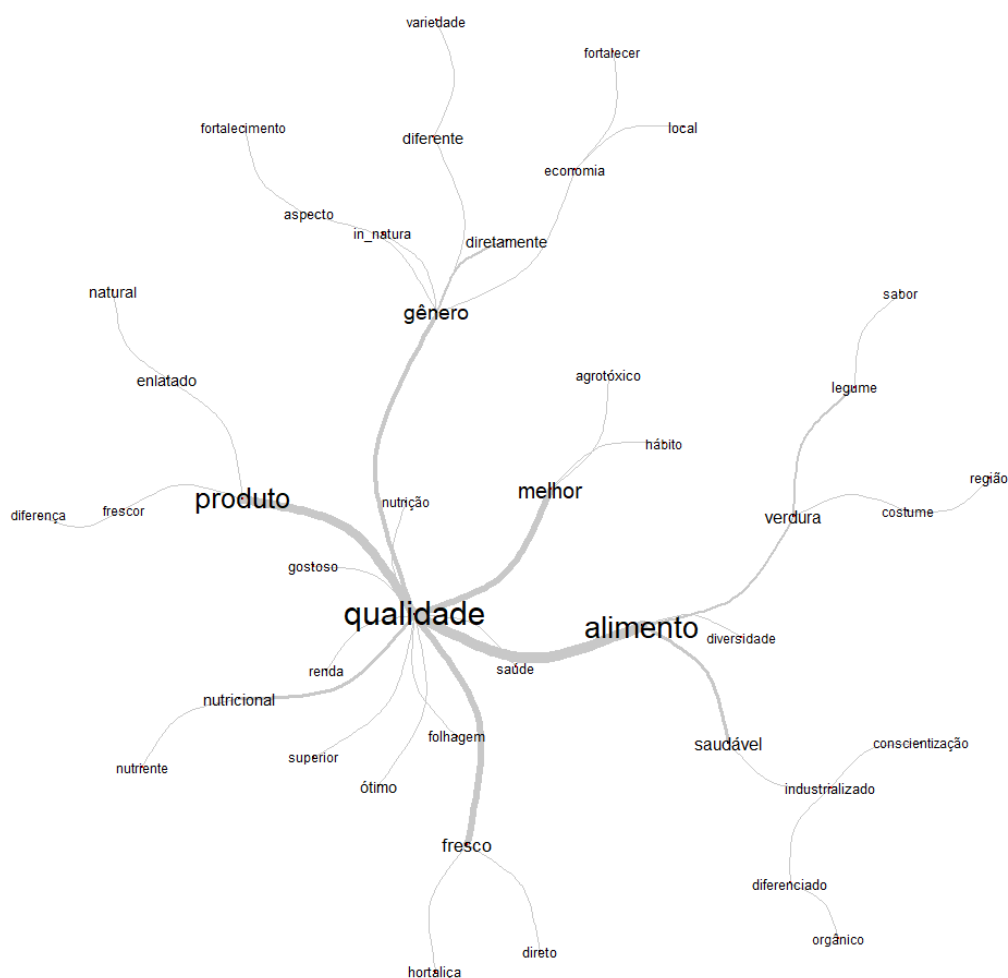 variedade
fortalecer
fortalecimento
local
diferente
economia
aspecto
in_natura
diretamente
natural
sabor
gênero
enlatado
agrotóxico
legume
hábito
região
produto
melhor
nutrição
diferença
frescor
costume
verdura
gostoso
qualidade
alimento
diversidade
renda
saúde
nutricional
folhagem
saudável
conscientização
superior
nutriente
ótimo
industrializado
fresco
diferenciado
orgânico
direto
hortalica